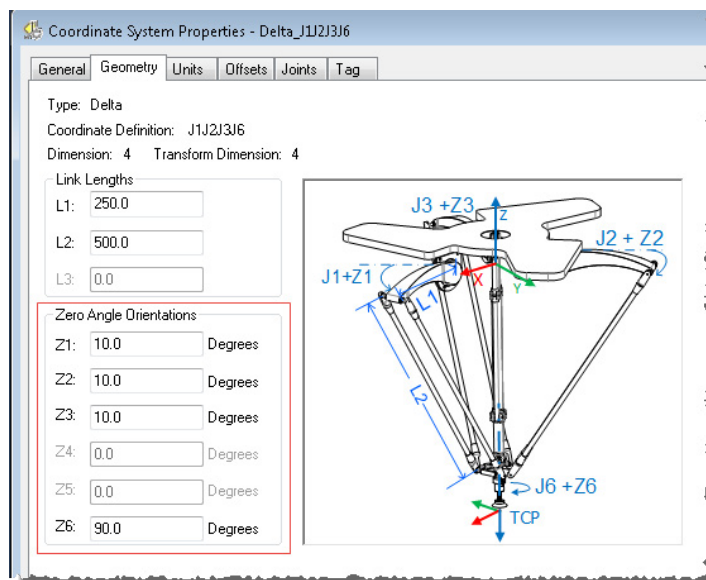 Coordinate System Properties - Delta_J1J2J3J6
General Geometry Units Offsets Joints Tag
Type: Delta
Coordinate Definition: J1J2J3J6
Dimension: 4 Transform Dimension: 4
Link Lengths
L1: 250.0
L2: 500.0
L3: 0.0
Zero Angle Orientations
Z1: 10.0 Degrees
Z2: 10.0 Degrees
Z3: 10.0 Degrees
Z4: 0.0 Degrees
Z5: 0.0 Degrees
Z6: 90.0 Degrees
J3 +Z3
Z
J2 + Z2
J1+Z1
X
Y
L1
L2
J6 +Z6
TCP